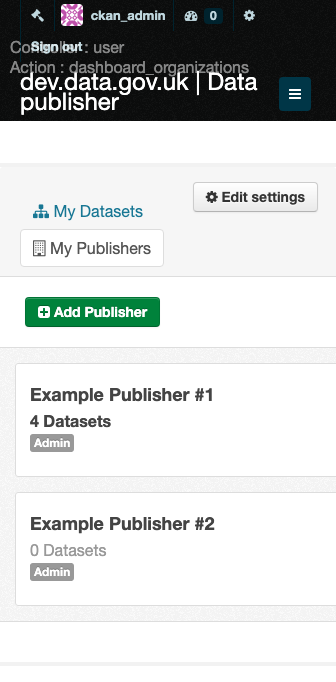 ckan_admin 0
Sign out
Controller : user
Action : dashboard_organizations
dev.data.gov.uk | Data
publisher
Edit settings
My Datasets
My Publishers
Add Publisher
Example Publisher #1
4 Datasets
Admin
Example Publisher #2
0 Datasets
Admin